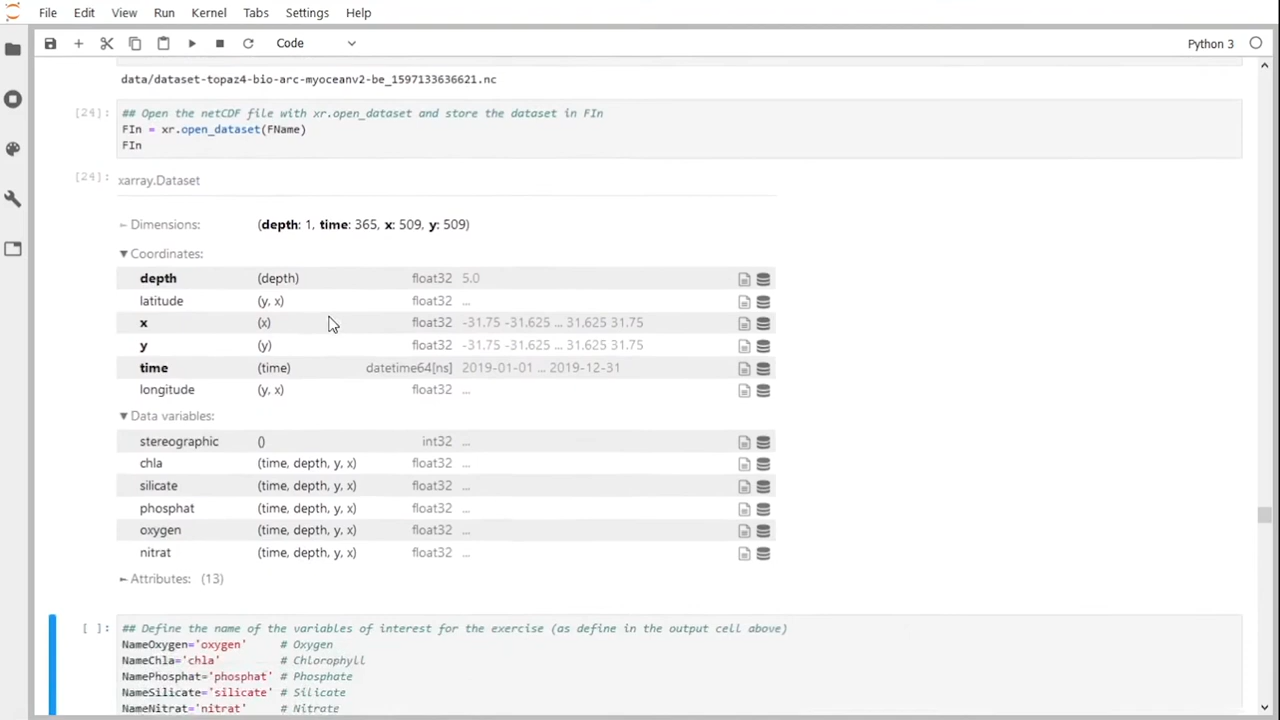 File Edit View Run Kernel Tabs Settings Help
Code Python 3
data/dataset-topaz4-bio-arc-myoceanv2-be_1597133636621.nc
[24]: ## Open the netCDF file with xr.open_dataset and store the dataset in FIn
FIn = xr.open_dataset(FName)
FIn
[24]: xarray.Dataset
Dimensions: (depth: 1, time: 365, x: 509, y: 509)
Coordinates:
depth (depth) float32 5.0
latitude (y, x) float32 ...
x (x) float32 -31.75 -31.625 ... 31.625 31.75
y (y) float32 -31.75 -31.625 ... 31.625 31.75
time (time) datetime64[ns] 2019-01-01 ... 2019-12-31
longitude (y, x) float32 ...
Data variables:
stereographic () int32 ...
chla (time, depth, y, x) float32 ...
silicate (time, depth, y, x) float32 ...
phosphat (time, depth, y, x) float32 ...
oxygen (time, depth, y, x) float32 ...
nitrat (time, depth, y, x) float32 ...
Attributes: (13)
[ ]: ## Define the name of the variables of interest for the exercise (as define in the output cell above)
NameOxygen='oxygen' # Oxygen
NameChla='chla' # Chlorophyll
NamePhosphat='phosphat' # Phosphate
NameSilicate='silicate' # Silicate
NameNitrat='nitrat' # Nitrate